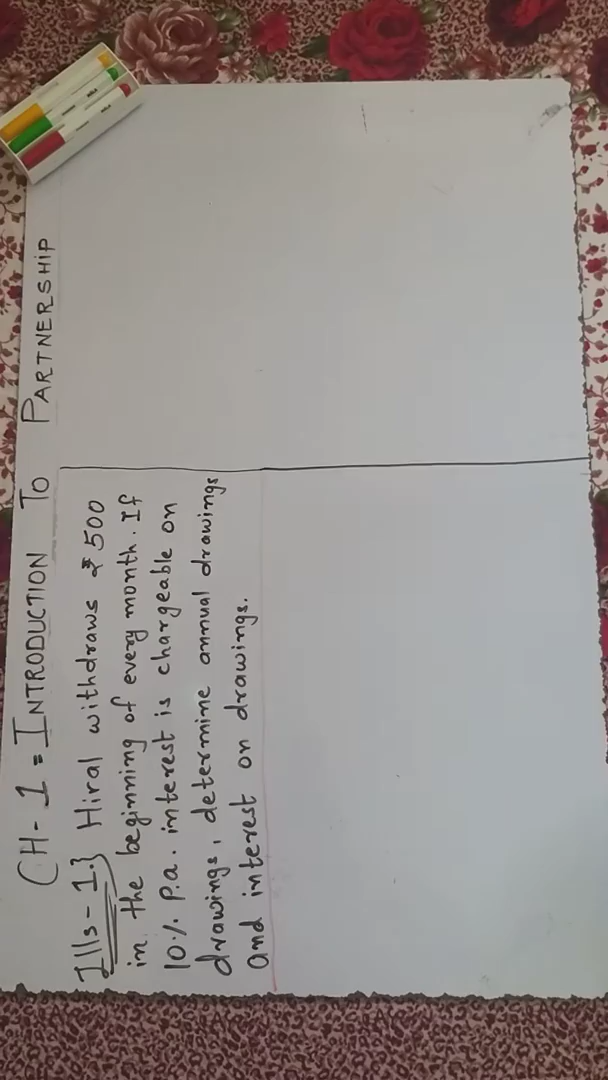 CH-1 = INTRODUCTION TO PARTNERSHIP
Ills-1.} Hiral withdraws ₹500
in the beginning of every month. If
10% p.a. interest is chargeable on
drawings, determine annual drawings
and interest on drawings.